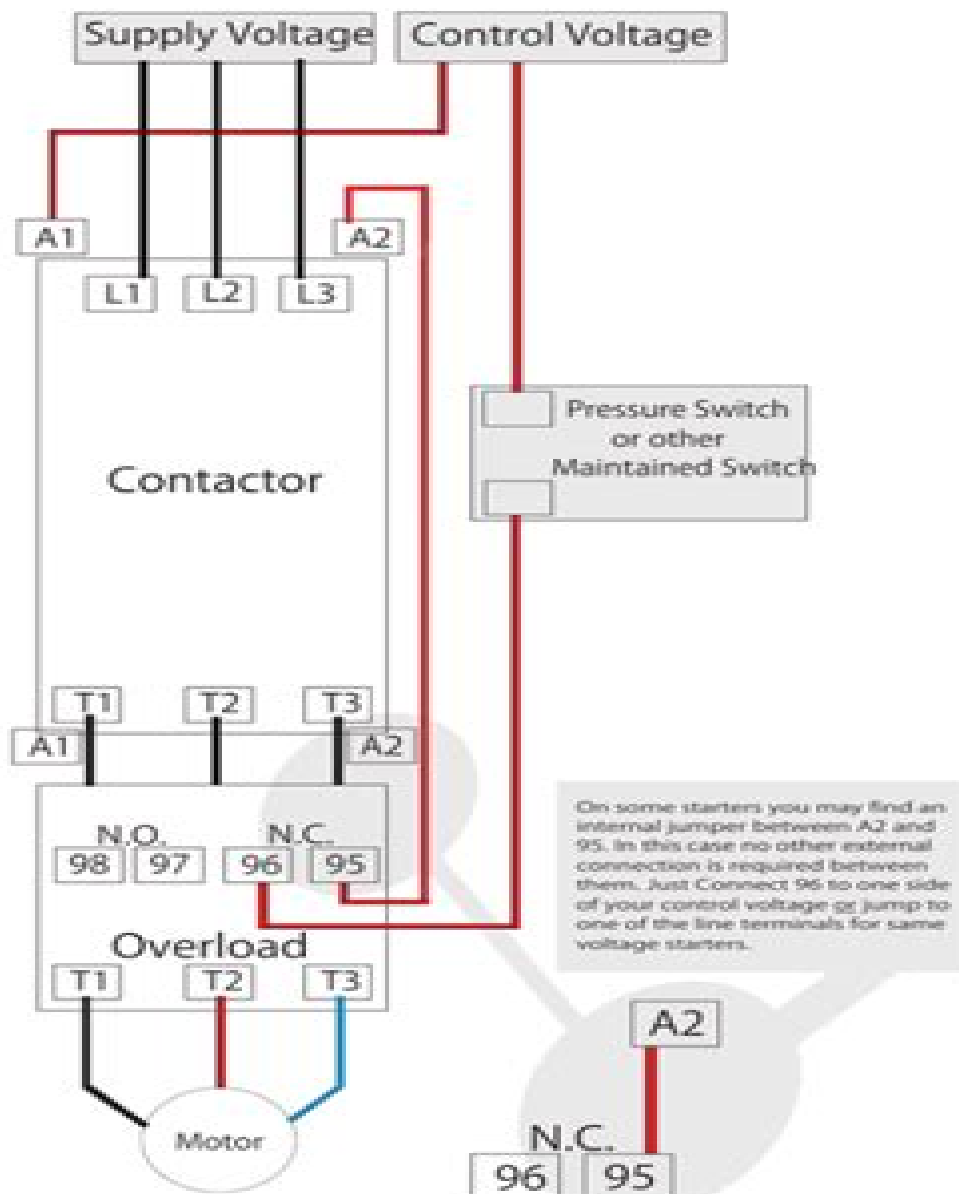 Supply Voltage
Control Voltage
A1
A2
L1
L2
L3
Pressure Switch
or other
Maintained Switch
Contactor
T1
T2
T3
A1
A2
N.O.
N.C.
98
97
96
95
Overload
T1
T2
T3
Motor
On some starters you may find an
internal jumper between A2 and
95. In this case no other external
connection is required between
them. Just Connect 96 to one side
of your control voltage or jump to
one of the line terminals for same
voltage starters.
A2
N.C.
96
95